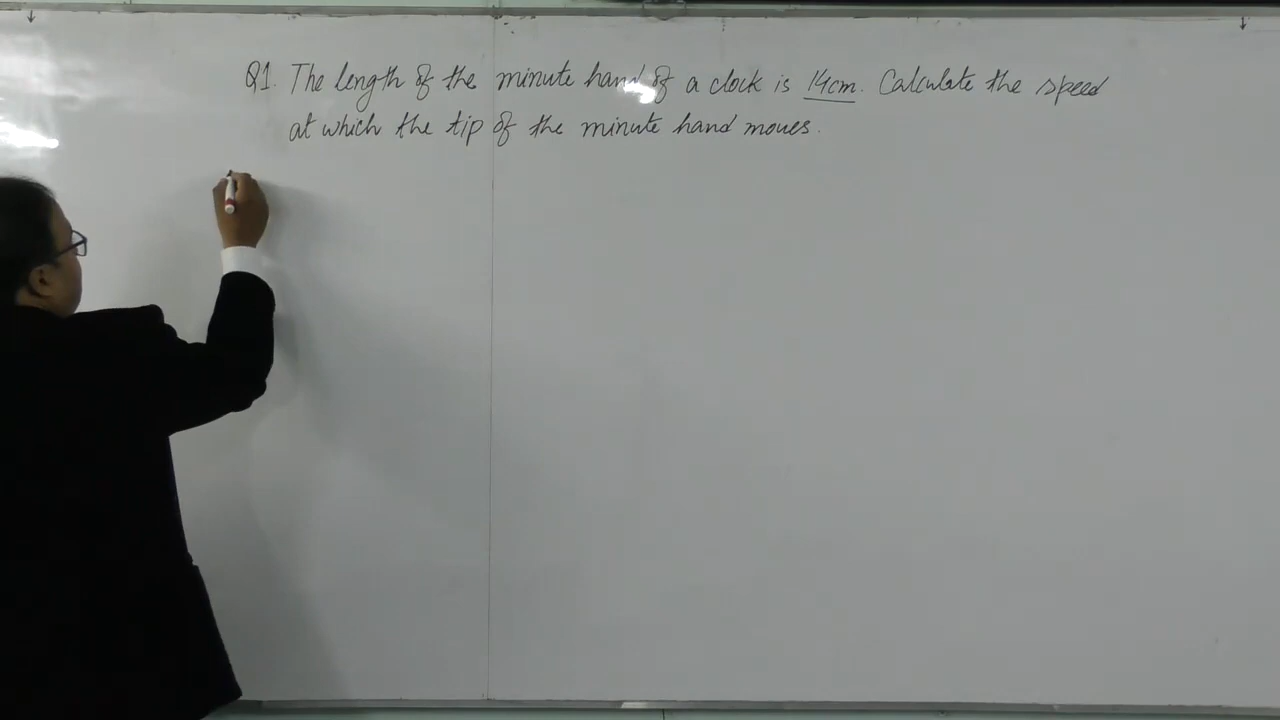 Q1. The length of the minute hand of a clock is 14cm. Calculate the speed
at which the tip of the minute hand moves.